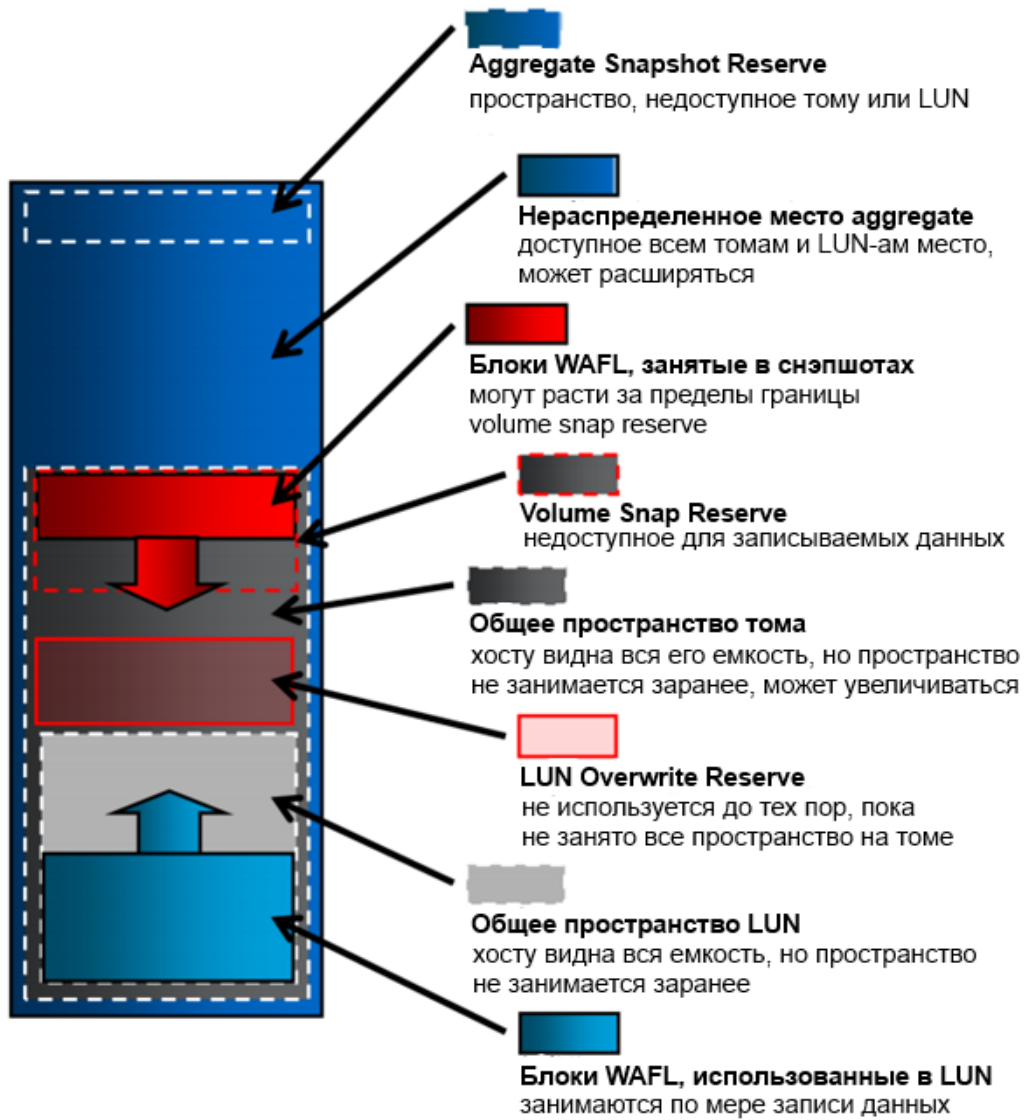 Aggregate Snapshot Reserve
пространство, недоступное тому или LUN
Нераспределенное место aggregate
доступное всем томам и LUN-ам место,
может расширяться
Блоки WAFL, занятые в снэпшотах
могут расти за пределы границы
volume snap reserve
Volume Snap Reserve
недоступное для записываемых данных
Общее пространство тома
хосту видна вся его емкость, но пространство
не занимается заранее, может увеличиваться
LUN Overwrite Reserve
не используется до тех пор, пока
не занято все пространство на томе
Общее пространство LUN
хосту видна вся емкость, но пространство
не занимается заранее
Блоки WAFL, использованные в LUN
занимаются по мере записи данных